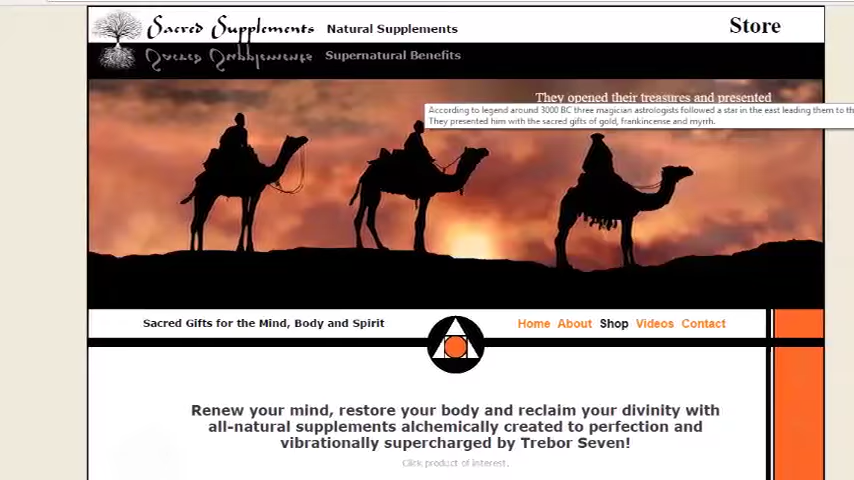 Sacred Supplements Natural Supplements Store
Sacred Supplements Supernatural Benefits
They opened their treasures and presented
According to legend around 3000 BC three magician astrologists followed a star in the east leading them to th
They presented him with the sacred gifts of gold, frankincense and myrrh.
Sacred Gifts for the Mind, Body and Spirit
Home About Shop Videos Contact
Renew your mind, restore your body and reclaim your divinity with
all-natural supplements alchemically created to perfection and
vibrationally supercharged by Trebor Seven!
Click product of interest.